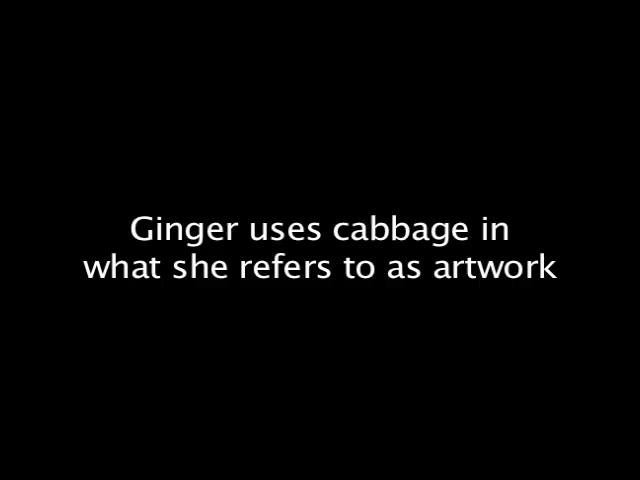 Ginger uses cabbage in
what she refers to as artwork